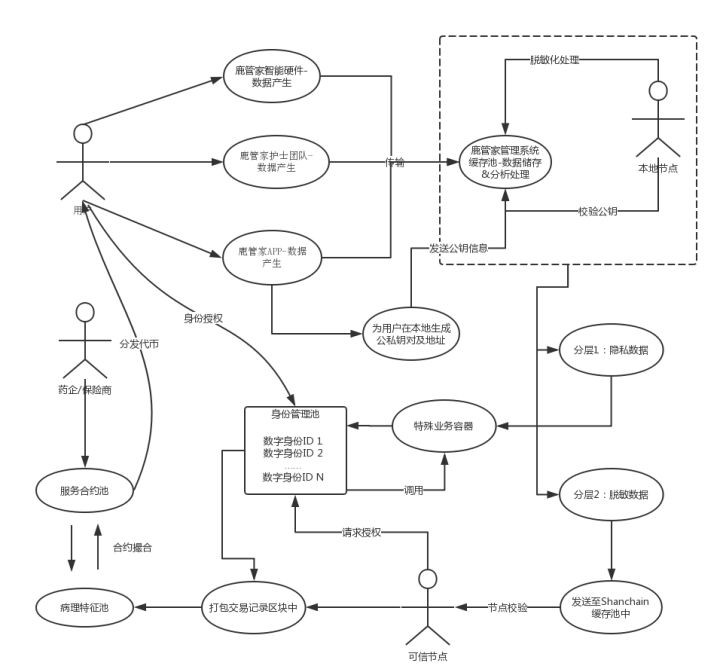 鹿管家智能硬件-
数据产生
脱敏化处理
鹿管家护士团队-
数据产生
传输
鹿管家管理系统
缓存池-数据储存
&分析处理
本地节点
用户
校验公钥
鹿管家APP-数据
产生
发送公钥信息
身份授权
为用户在本地生成
公私钥对及地址
分发代币
分层1：隐私数据
药企/保险商
身份管理池
数字身份ID 1
数字身份ID 2
......
数字身份ID N
特殊业务容器
服务合约池
调用
分层2：脱敏数据
请求授权
合约撮合
病理特征池
打包交易记录区块中
节点校验
发送至Shanchain
缓存池中
可信节点